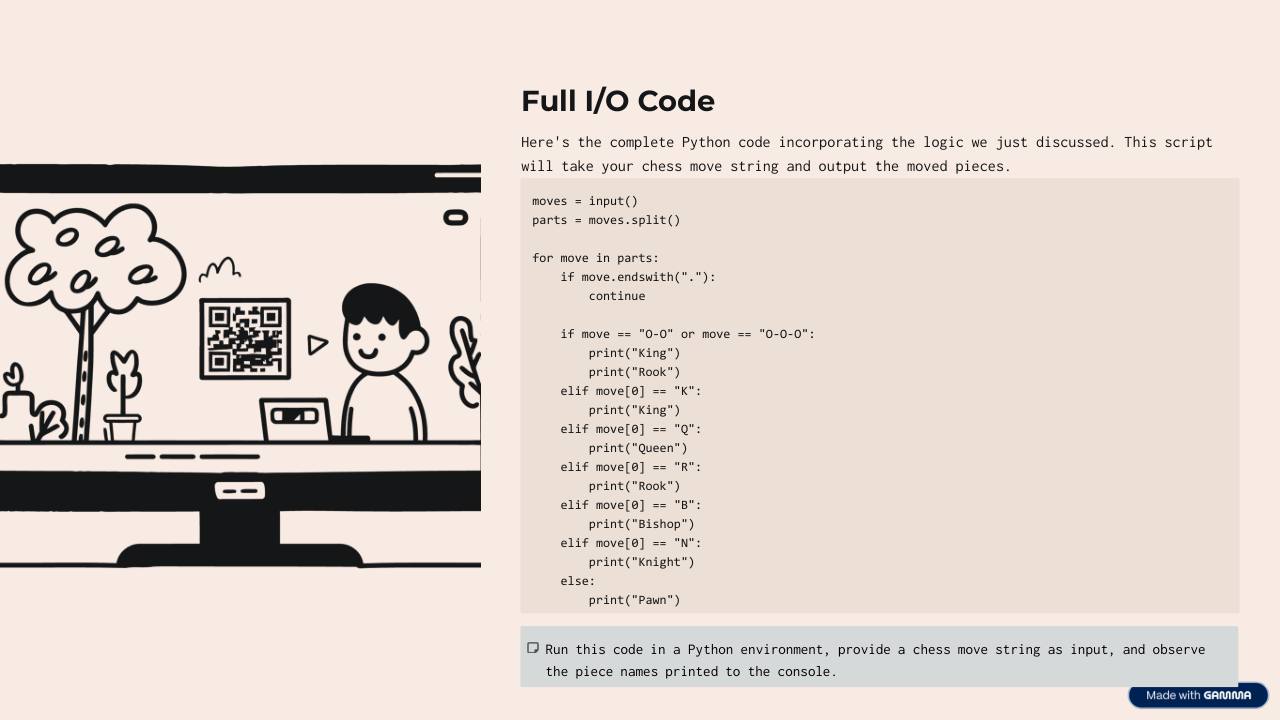 Full I/O Code
Here's the complete Python code incorporating the logic we just discussed. This script
will take your chess move string and output the moved pieces.
moves = input()
parts = moves.split()

for move in parts:
    if move.endswith("."):
        continue

    if move == "O-O" or move == "O-O-O":
        print("King")
        print("Rook")
    elif move[0] == "K":
        print("King")
    elif move[0] == "Q":
        print("Queen")
    elif move[0] == "R":
        print("Rook")
    elif move[0] == "B":
        print("Bishop")
    elif move[0] == "N":
        print("Knight")
    else:
        print("Pawn")
Run this code in a Python environment, provide a chess move string as input, and observe
the piece names printed to the console.
Made with GAMMA